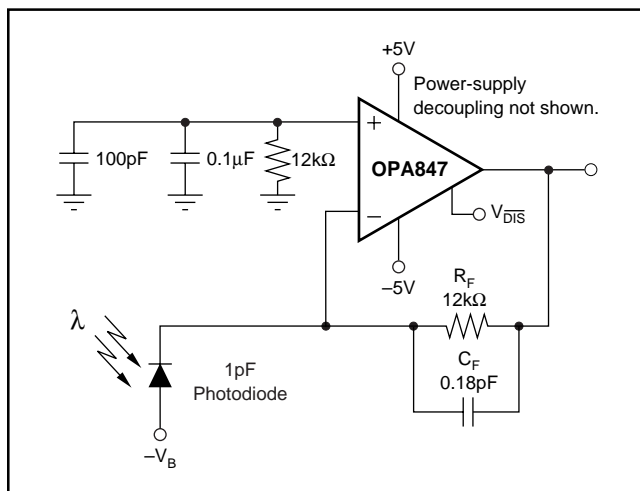 +5V
Power-supply
decoupling not shown.
+
100pF
0.1μF
12kΩ
OPA847
−
V_DIS
−5V
R_F
12kΩ
λ
C_F
0.18pF
1pF
Photodiode
−V_B